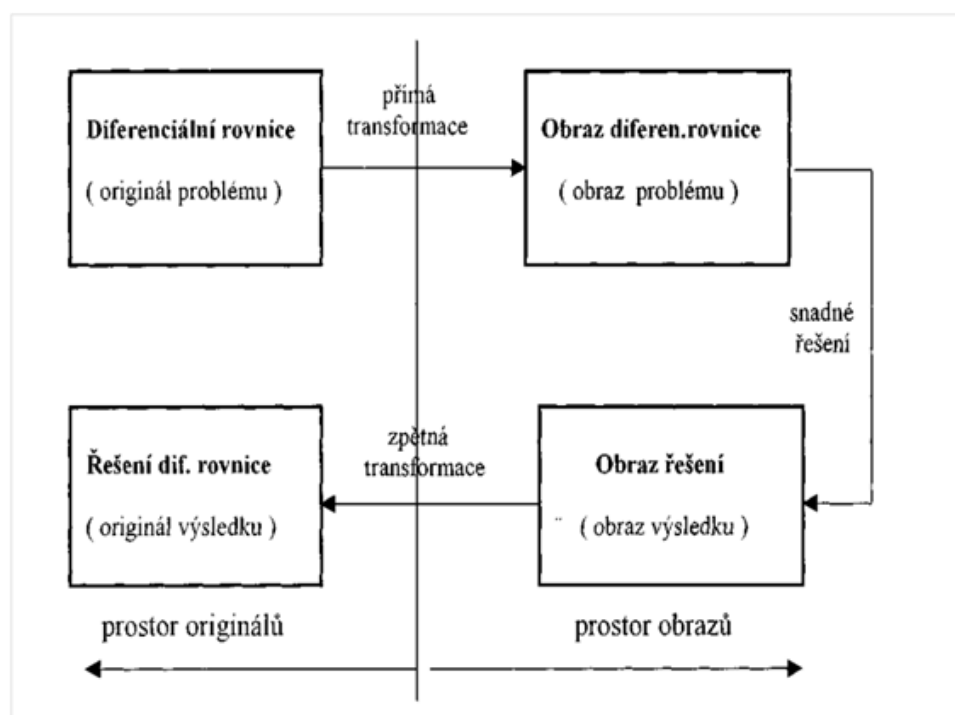 přímá
transformace
Diferenciální rovnice
( originál problému )
Obraz diferen.rovnice
( obraz problému )
snadné
řešení
zpětná
transformace
Řešení dif. rovnice
( originál výsledku )
Obraz řešení
( obraz výsledku )
prostor originálů
prostor obrazů